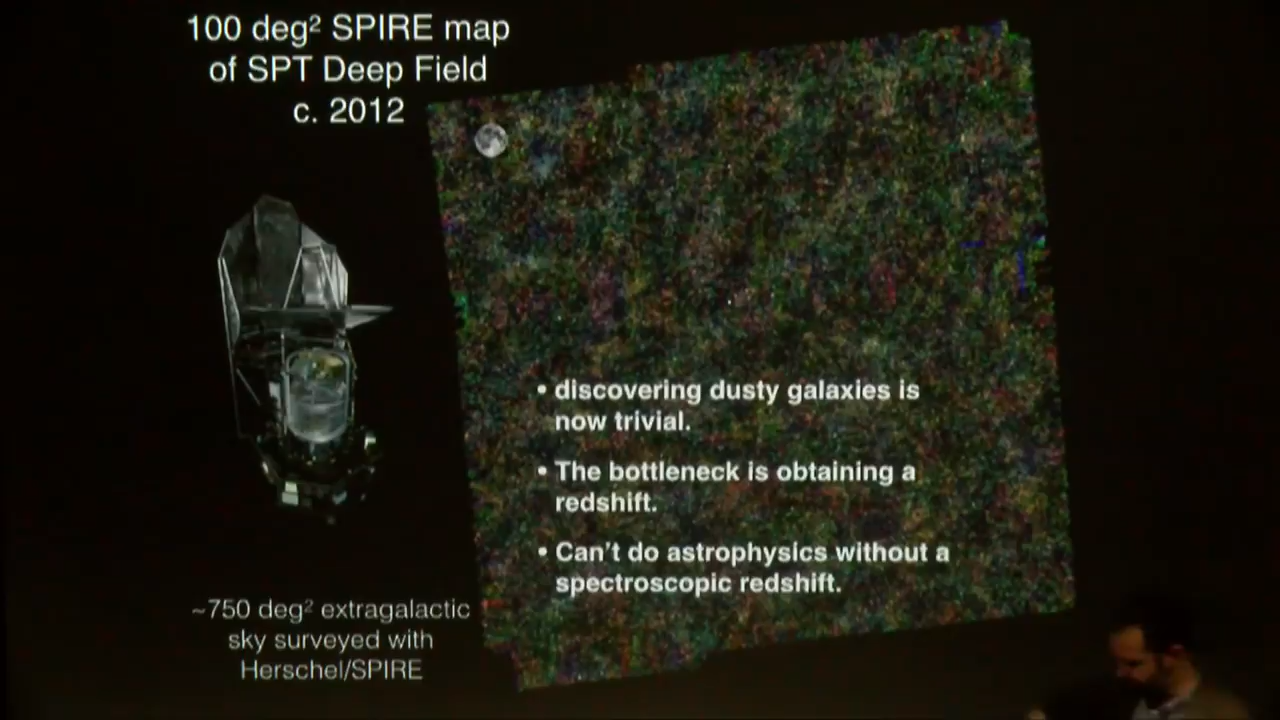 100 deg² SPIRE map
of SPT Deep Field
c. 2012
• discovering dusty galaxies is
now trivial.
• The bottleneck is obtaining a
redshift.
• Can't do astrophysics without a
spectroscopic redshift.
~750 deg² extragalactic
sky surveyed with
Herschel/SPIRE